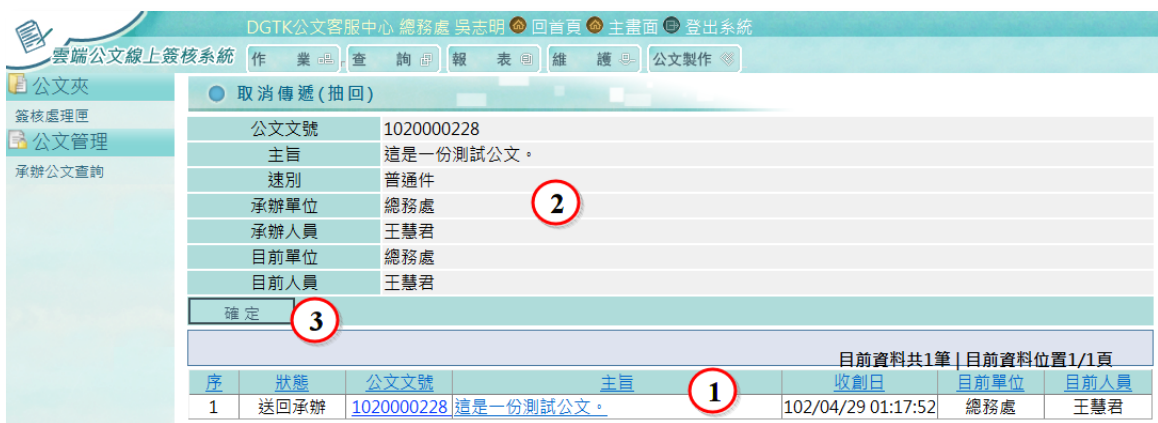 DGTK公文客服中心 總務處 吳志明 回首頁 主畫面 登出系統
雲端公文線上簽核系統
作 業 查 詢 報 表 維 護 公文製作
公文夾
簽核處理匣
公文管理
承辦公文查詢
取消傳遞(抽回)
公文文號 1020000228
主旨 這是一份測試公文。
速別 普通件
承辦單位 總務處
2
承辦人員 王慧君
目前單位 總務處
目前人員 王慧君
確定
3
目前資料共1筆|目前資料位置1/1頁
序 狀態 公文文號 主旨 收創日 目前單位 目前人員
1
1 送回承辦 1020000228 這是一份測試公文。 102/04/29 01:17:52 總務處 王慧君